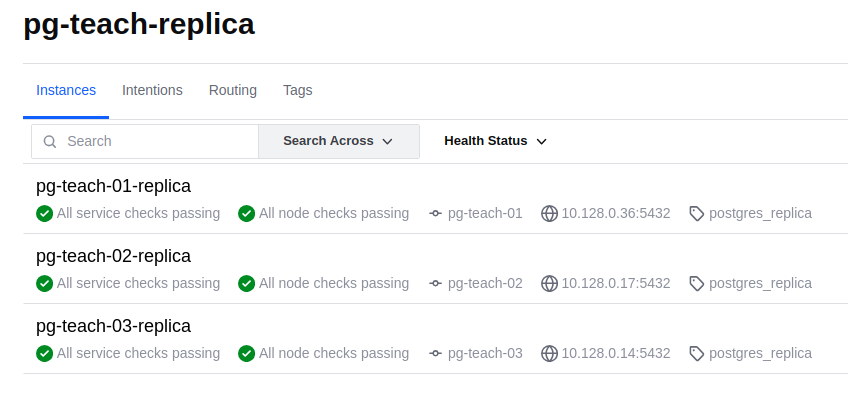 pg-teach-replica
Instances Intentions Routing Tags
Search Search Across Health Status
pg-teach-01-replica
All service checks passing All node checks passing pg-teach-01 10.128.0.36:5432 postgres_replica
pg-teach-02-replica
All service checks passing All node checks passing pg-teach-02 10.128.0.17:5432 postgres_replica
pg-teach-03-replica
All service checks passing All node checks passing pg-teach-03 10.128.0.14:5432 postgres_replica